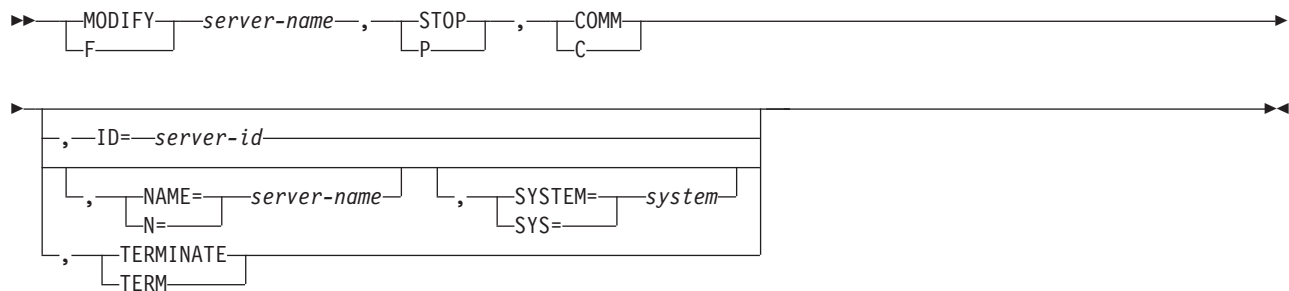 MODIFY server-name , STOP , COMM
F P C
, ID= server-id
, NAME= server-name , SYSTEM= system
N= SYS=
, TERMINATE
TERM